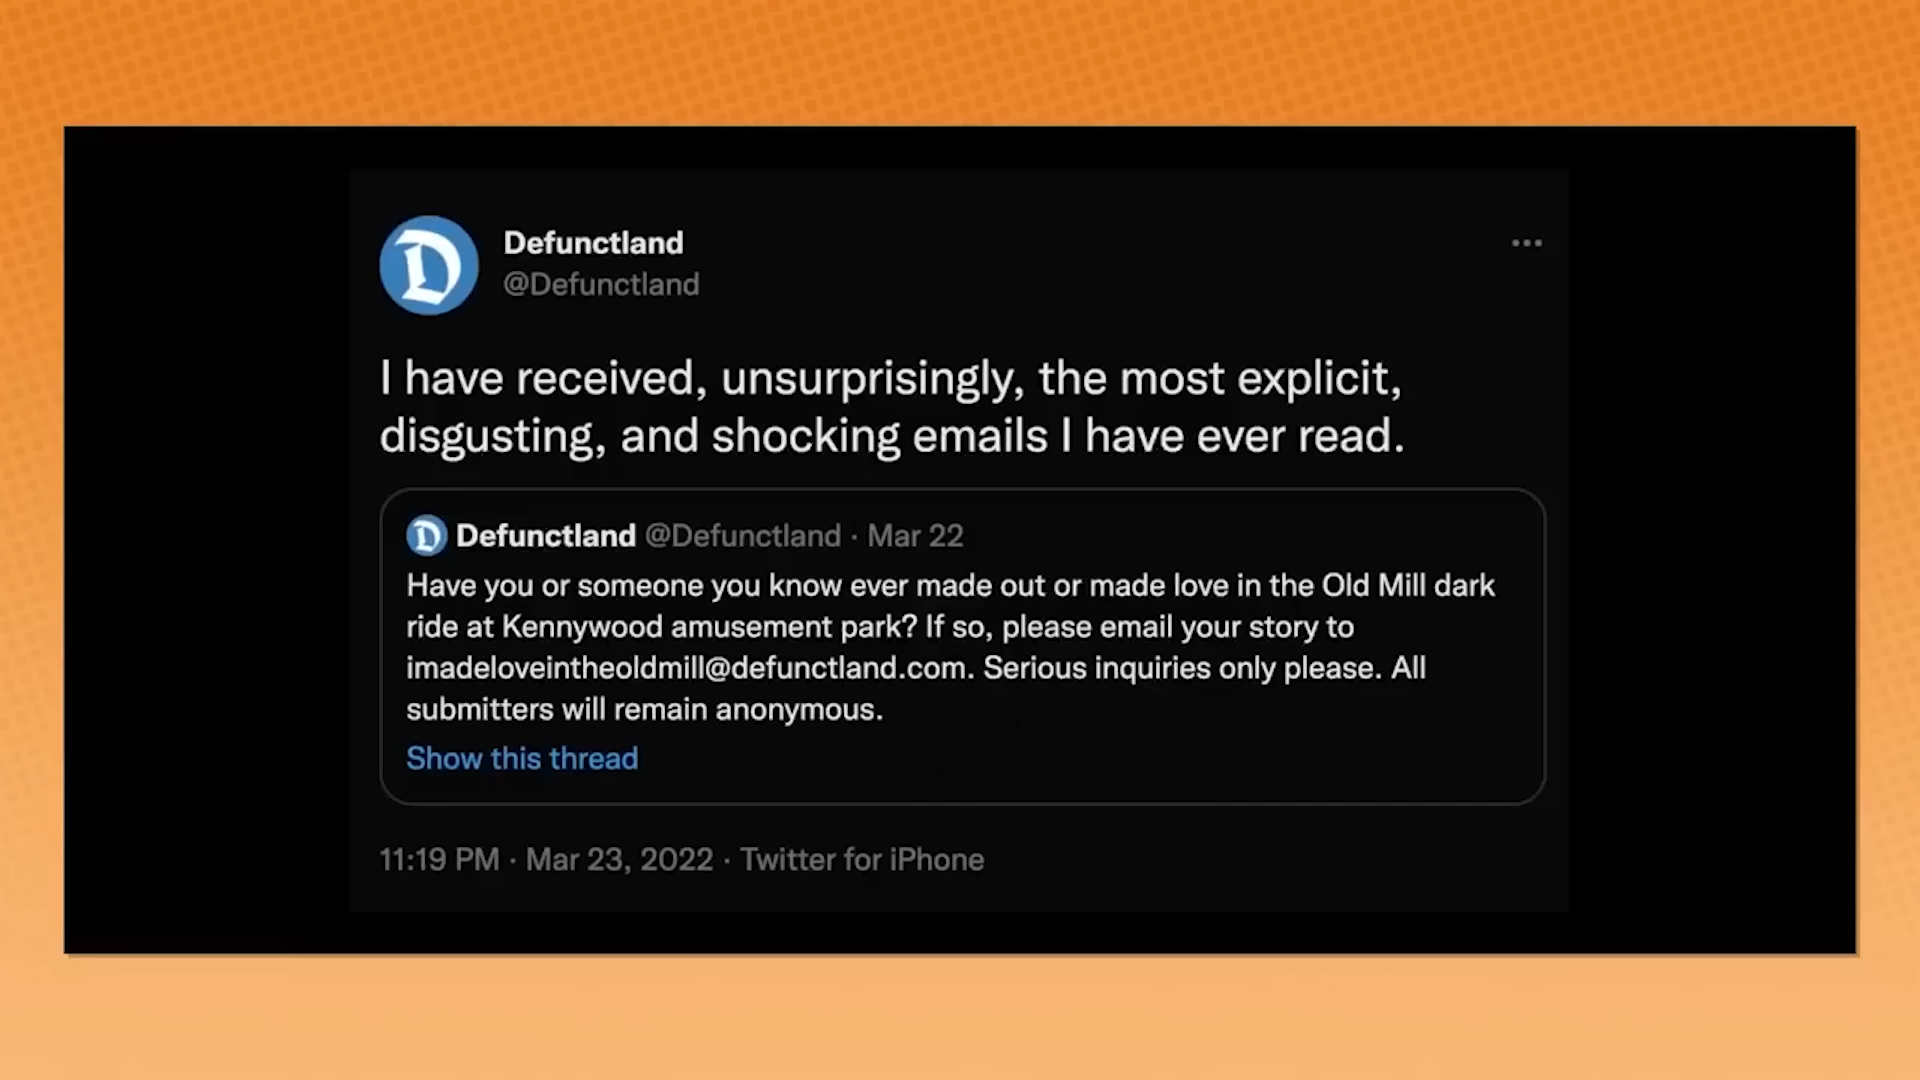 Defunctland
@Defunctland
I have received, unsurprisingly, the most explicit,
disgusting, and shocking emails I have ever read.
Defunctland @Defunctland · Mar 22
Have you or someone you know ever made out or made love in the Old Mill dark
ride at Kennywood amusement park? If so, please email your story to
imadeloveintheoldmill@defunctland.com. Serious inquiries only please. All
submitters will remain anonymous.
Show this thread
11:19 PM · Mar 23, 2022 · Twitter for iPhone